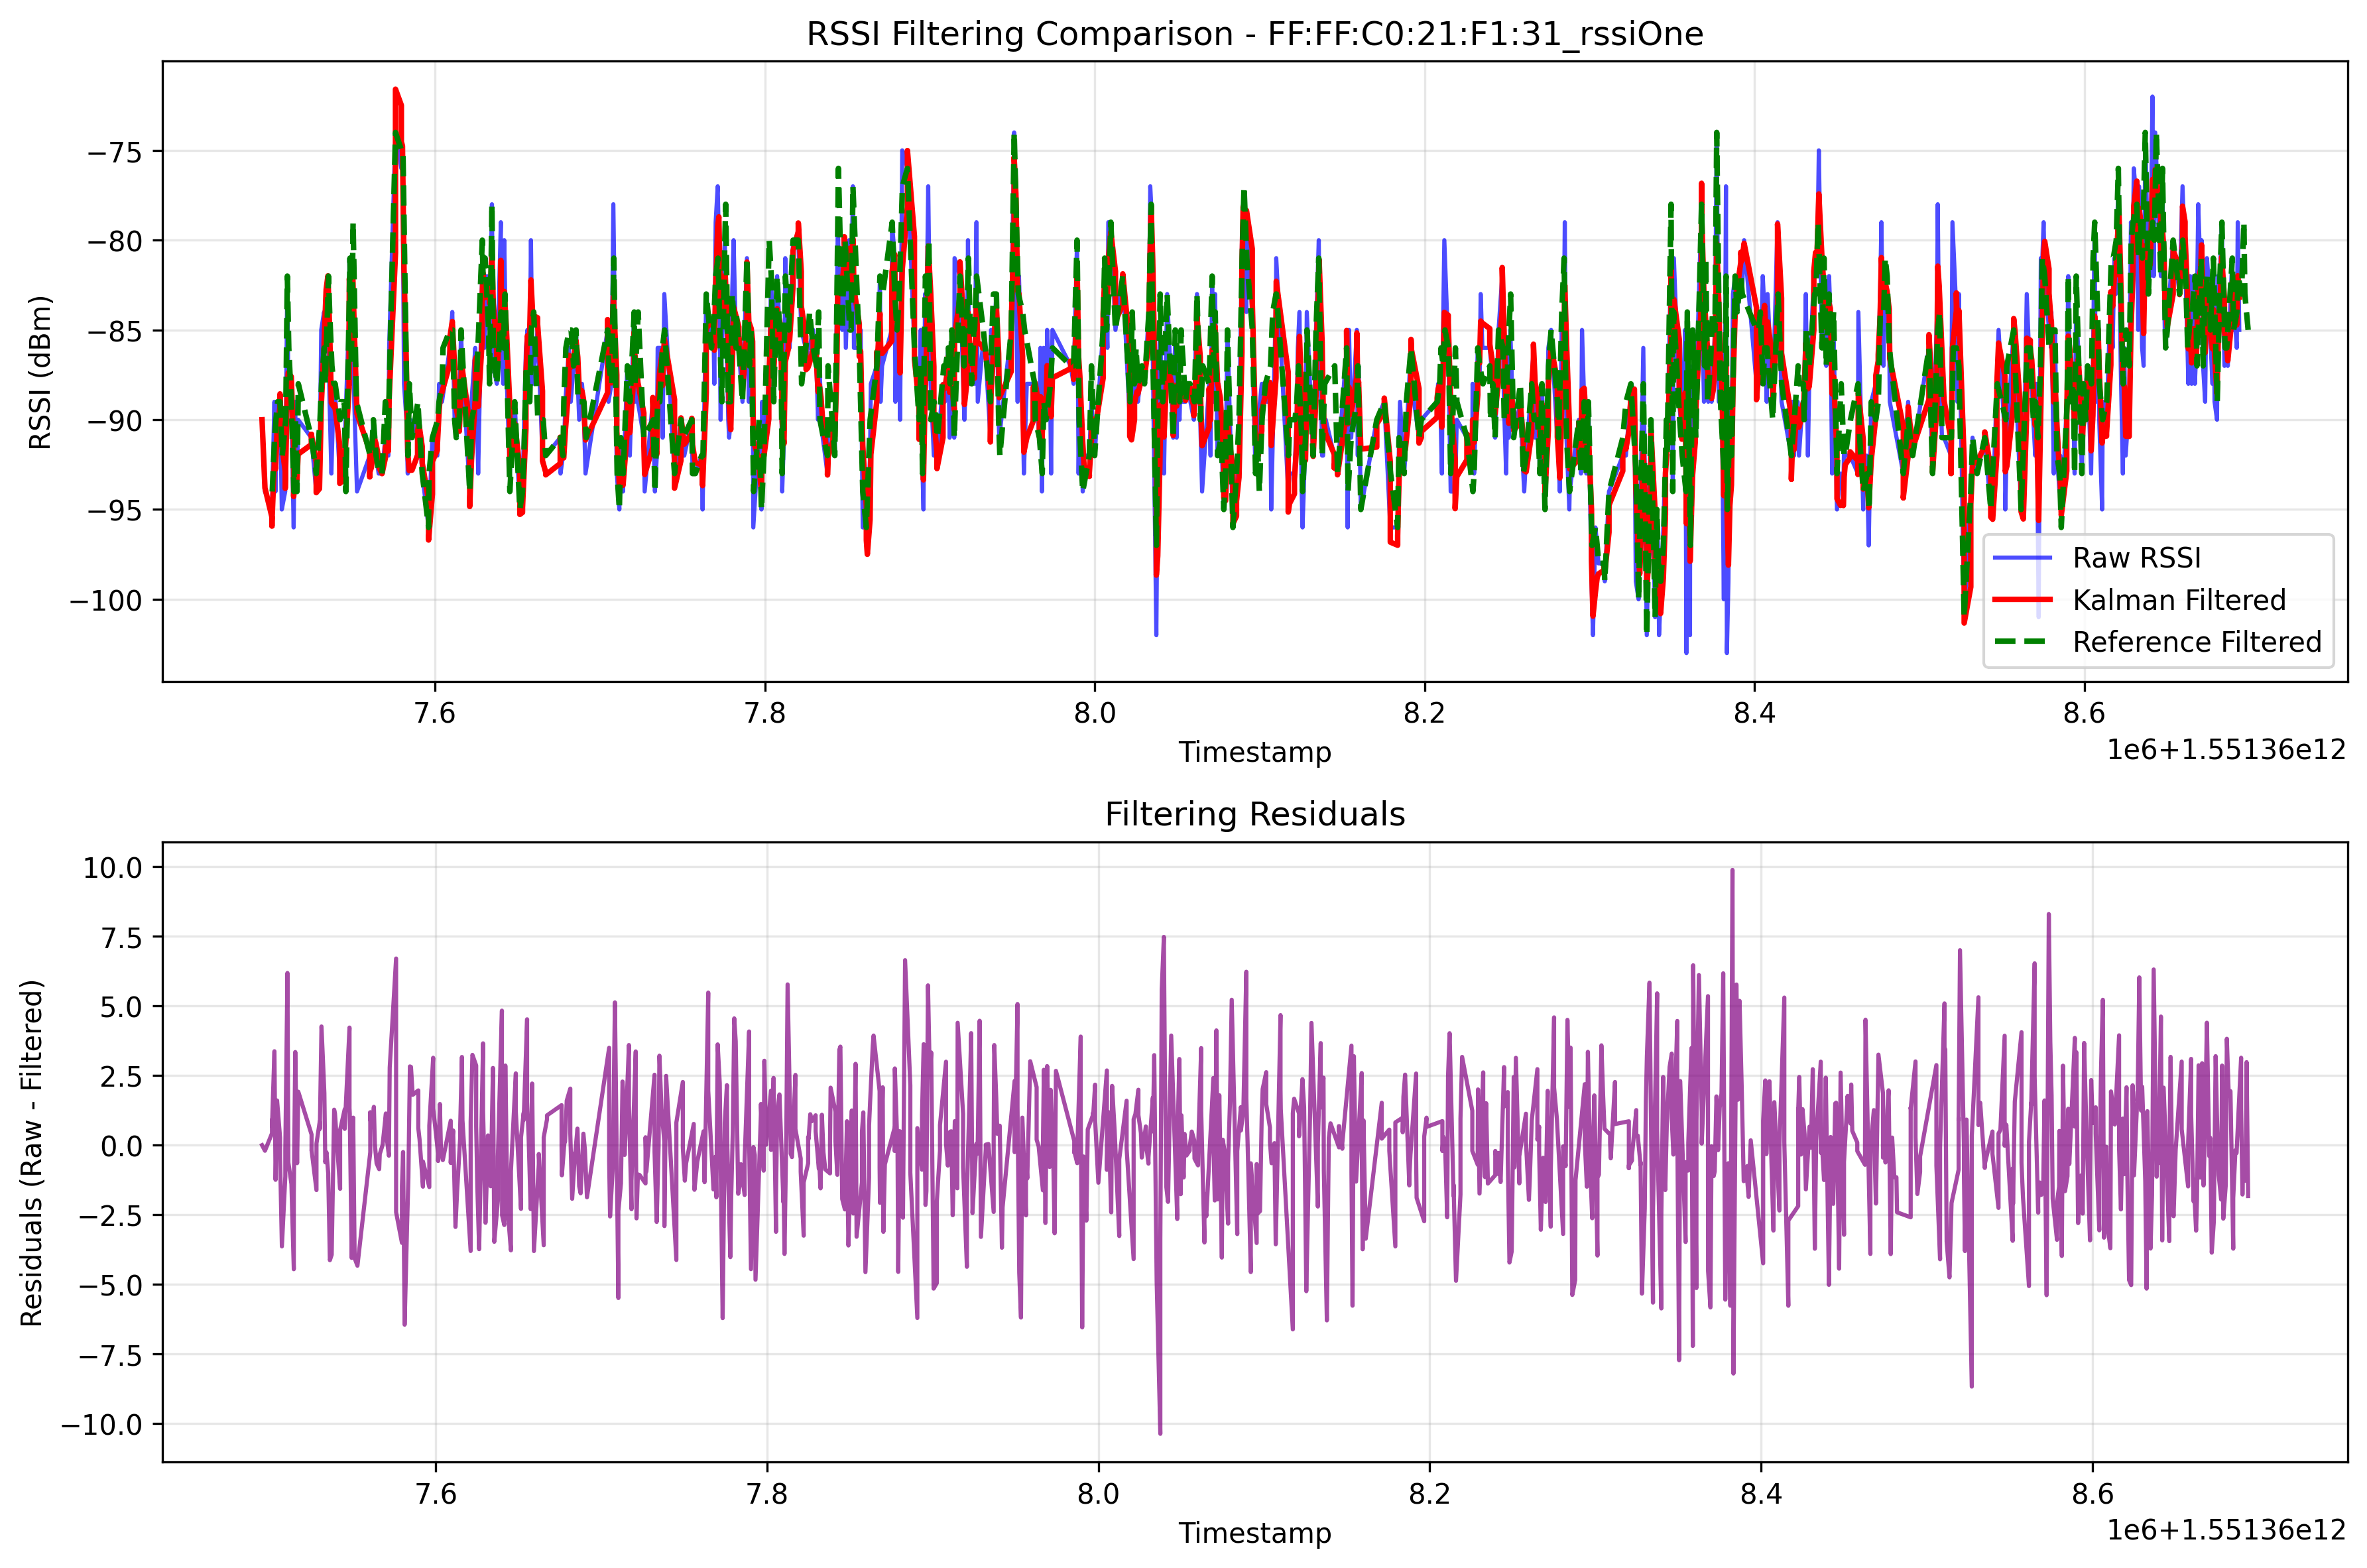 RSSI Filtering Comparison - FF:FF:C0:21:F1:31_rssiOne
RSSI (dBm)
−75
−80
−85
−90
−95
−100
Raw RSSI
Kalman Filtered
Reference Filtered
7.6 7.8 8.0 8.2 8.4 8.6
Timestamp
1e6+1.55136e12
Filtering Residuals
Residuals (Raw - Filtered)
10.0
7.5
5.0
2.5
0.0
−2.5
−5.0
−7.5
−10.0
7.6 7.8 8.0 8.2 8.4 8.6
Timestamp
1e6+1.55136e12